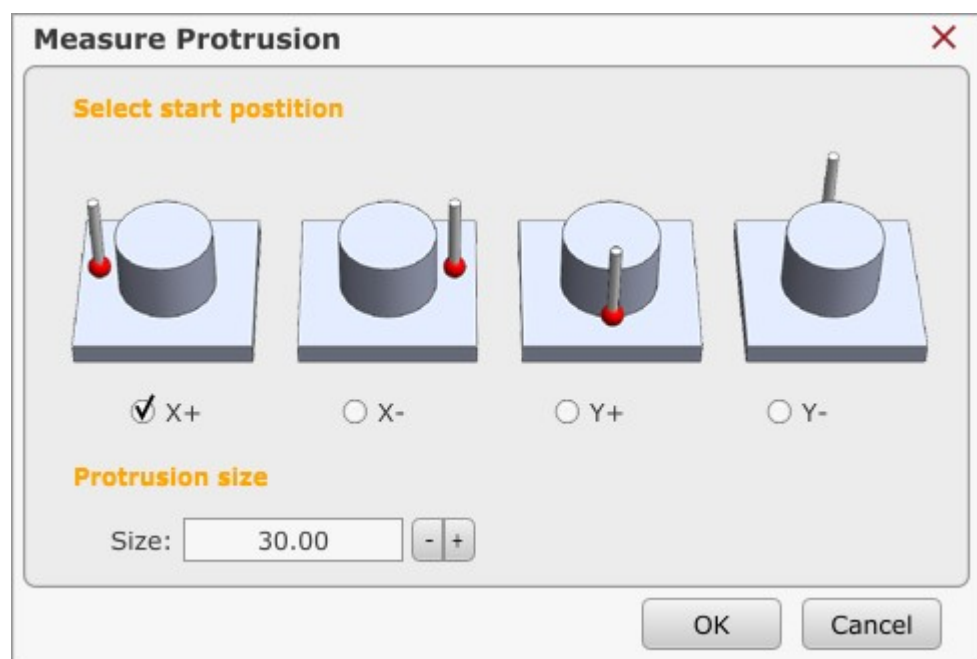 Measure Protrusion
Select start postition
X+ X- Y+ Y-
Protrusion size
Size: 30.00 - +
OK Cancel